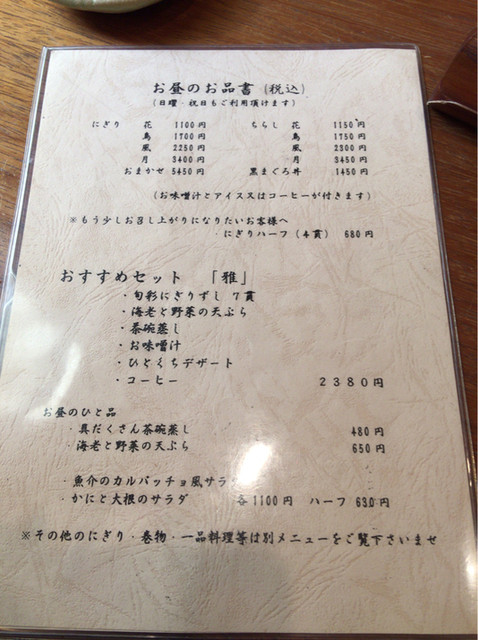 お昼のお品書(税込)
(日曜・祝日もご利用頂けます)
にぎり 花 1100円 ちらし 花 1150円
鳥 1700円 鳥 1750円
風 2250円 風 2300円
月 3400円 月 3450円
おまかせ 5450円 黒まぐろ丼 1450円
(お味噌汁とアイススはコーヒーが付きます)
※もう少しお召し上がりになりたいお客様へ
・にぎりハーフ(4貫) 680円
おすすめセット 「雅」
・旬彩にぎりずし 7貫
・海老と野菜の天ぷら
・茶碗蒸し
・お味噌汁
・ひとくちデザート
・コーヒー 2380円
お昼のひと品
・具だくさん茶碗蒸し 480円
・海老と野菜の天ぷら 650円
・魚介のカルパッチョ風サラ
・かにと大根のサラダ 各1100円 ハーフ 630円
※その他のにぎり・巻物・一品料理等は別メニューをご覧下さいませ